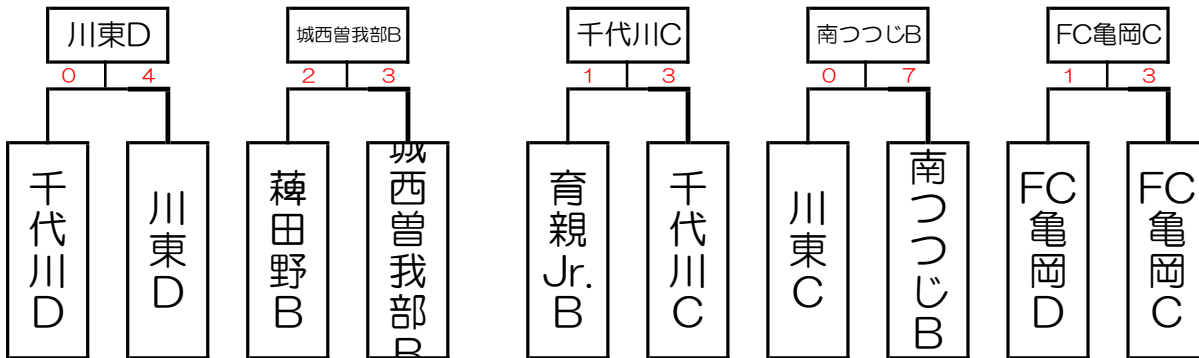 川東D
城西曽我部B
千代川C
南つつじB
FC亀岡C
0 4
2 3
1 3
0 7
1 3
千代川D
川東D
薭田野B
城西曽我部B
育親Jr.B
千代川C
川東C
南つつじB
FC亀岡D
FC亀岡C